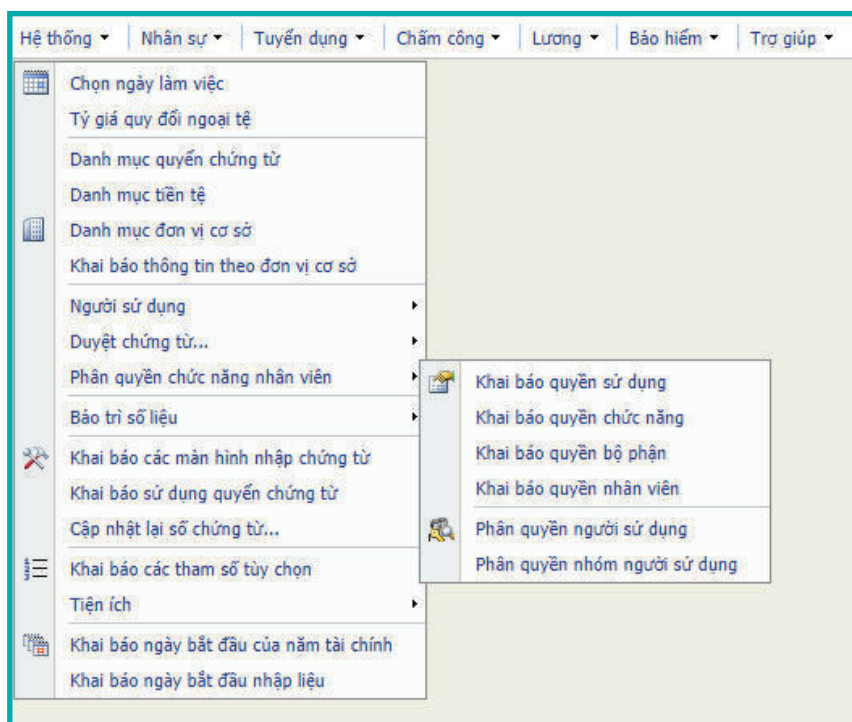 Hệ thống Nhân sự Tuyển dụng Chấm công Lương Bảo hiểm Trợ giúp
Chọn ngày làm việc
Tỷ giá quy đổi ngoại tệ
Danh mục quyển chứng từ
Danh mục tiền tệ
Danh mục đơn vị cơ sở
Khai báo thông tin theo đơn vị cơ sở
Người sử dụng
Duyệt chứng từ...
Phân quyền chức năng nhân viên
Bảo trì số liệu
Khai báo các màn hình nhập chứng từ
Khai báo sử dụng quyển chứng từ
Cập nhật lại số chứng từ...
Khai báo các tham số tùy chọn
Tiện ích
Khai báo ngày bắt đầu của năm tài chính
Khai báo ngày bắt đầu nhập liệu
Khai báo quyền sử dụng
Khai báo quyền chức năng
Khai báo quyền bộ phận
Khai báo quyền nhân viên
Phân quyền người sử dụng
Phân quyền nhóm người sử dụng